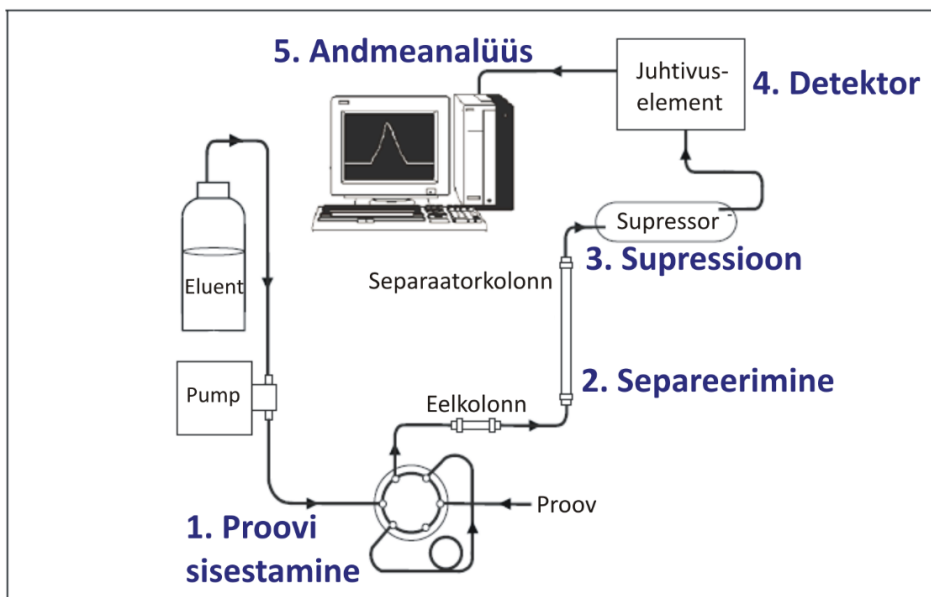 5. Andmeanalüüs
Juhtivus-
element
4. Detektor
Eluent
Supressor
3. Supressioon
Separaatorkolonn
2. Separeerimine
Pump
Eelkolonn
Proov
1. Proovi
sisestamine